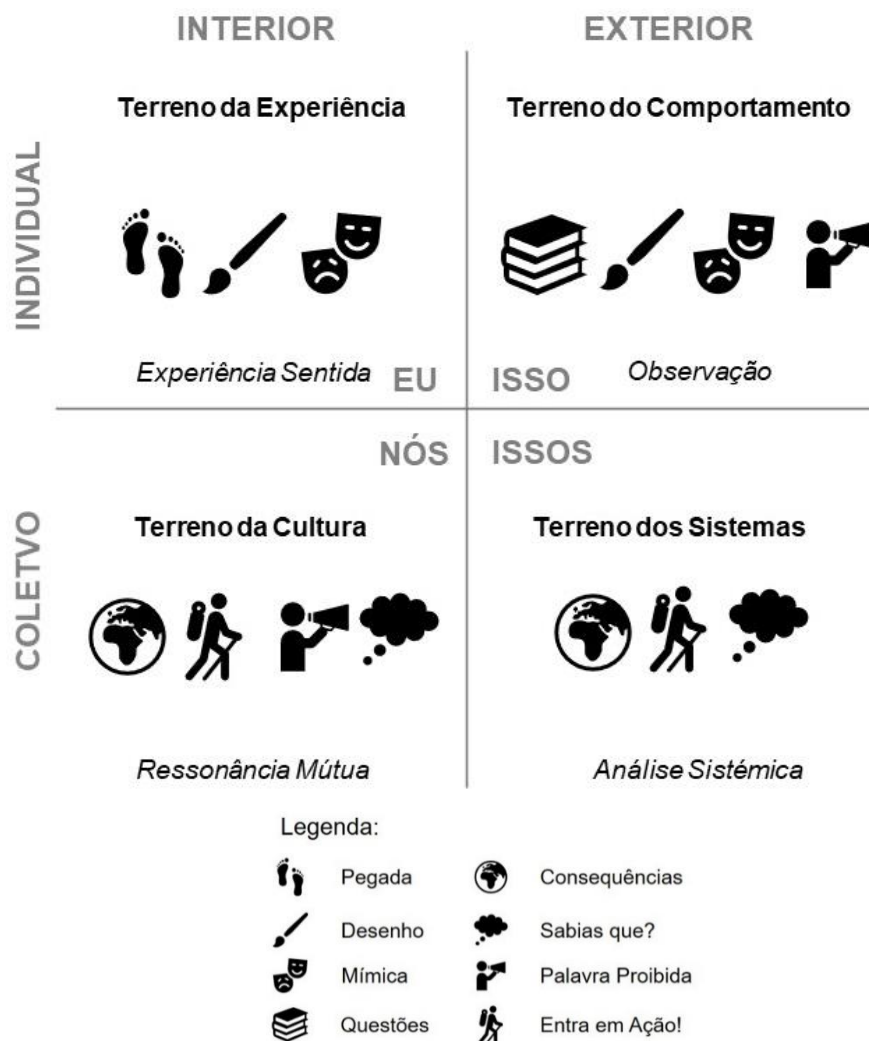 INTERIOR EXTERIOR
INDIVIDUAL
Terreno da Experiência Terreno do Comportamento
Experiência Sentida EU ISSO Observação
NÓS ISSOS
COLETVO
Terreno da Cultura Terreno dos Sistemas
Ressonância Mútua Análise Sistémica
Legenda:
Pegada Consequências
Desenho Sabias que?
Mímica Palavra Proibida
Questões Entra em Ação!